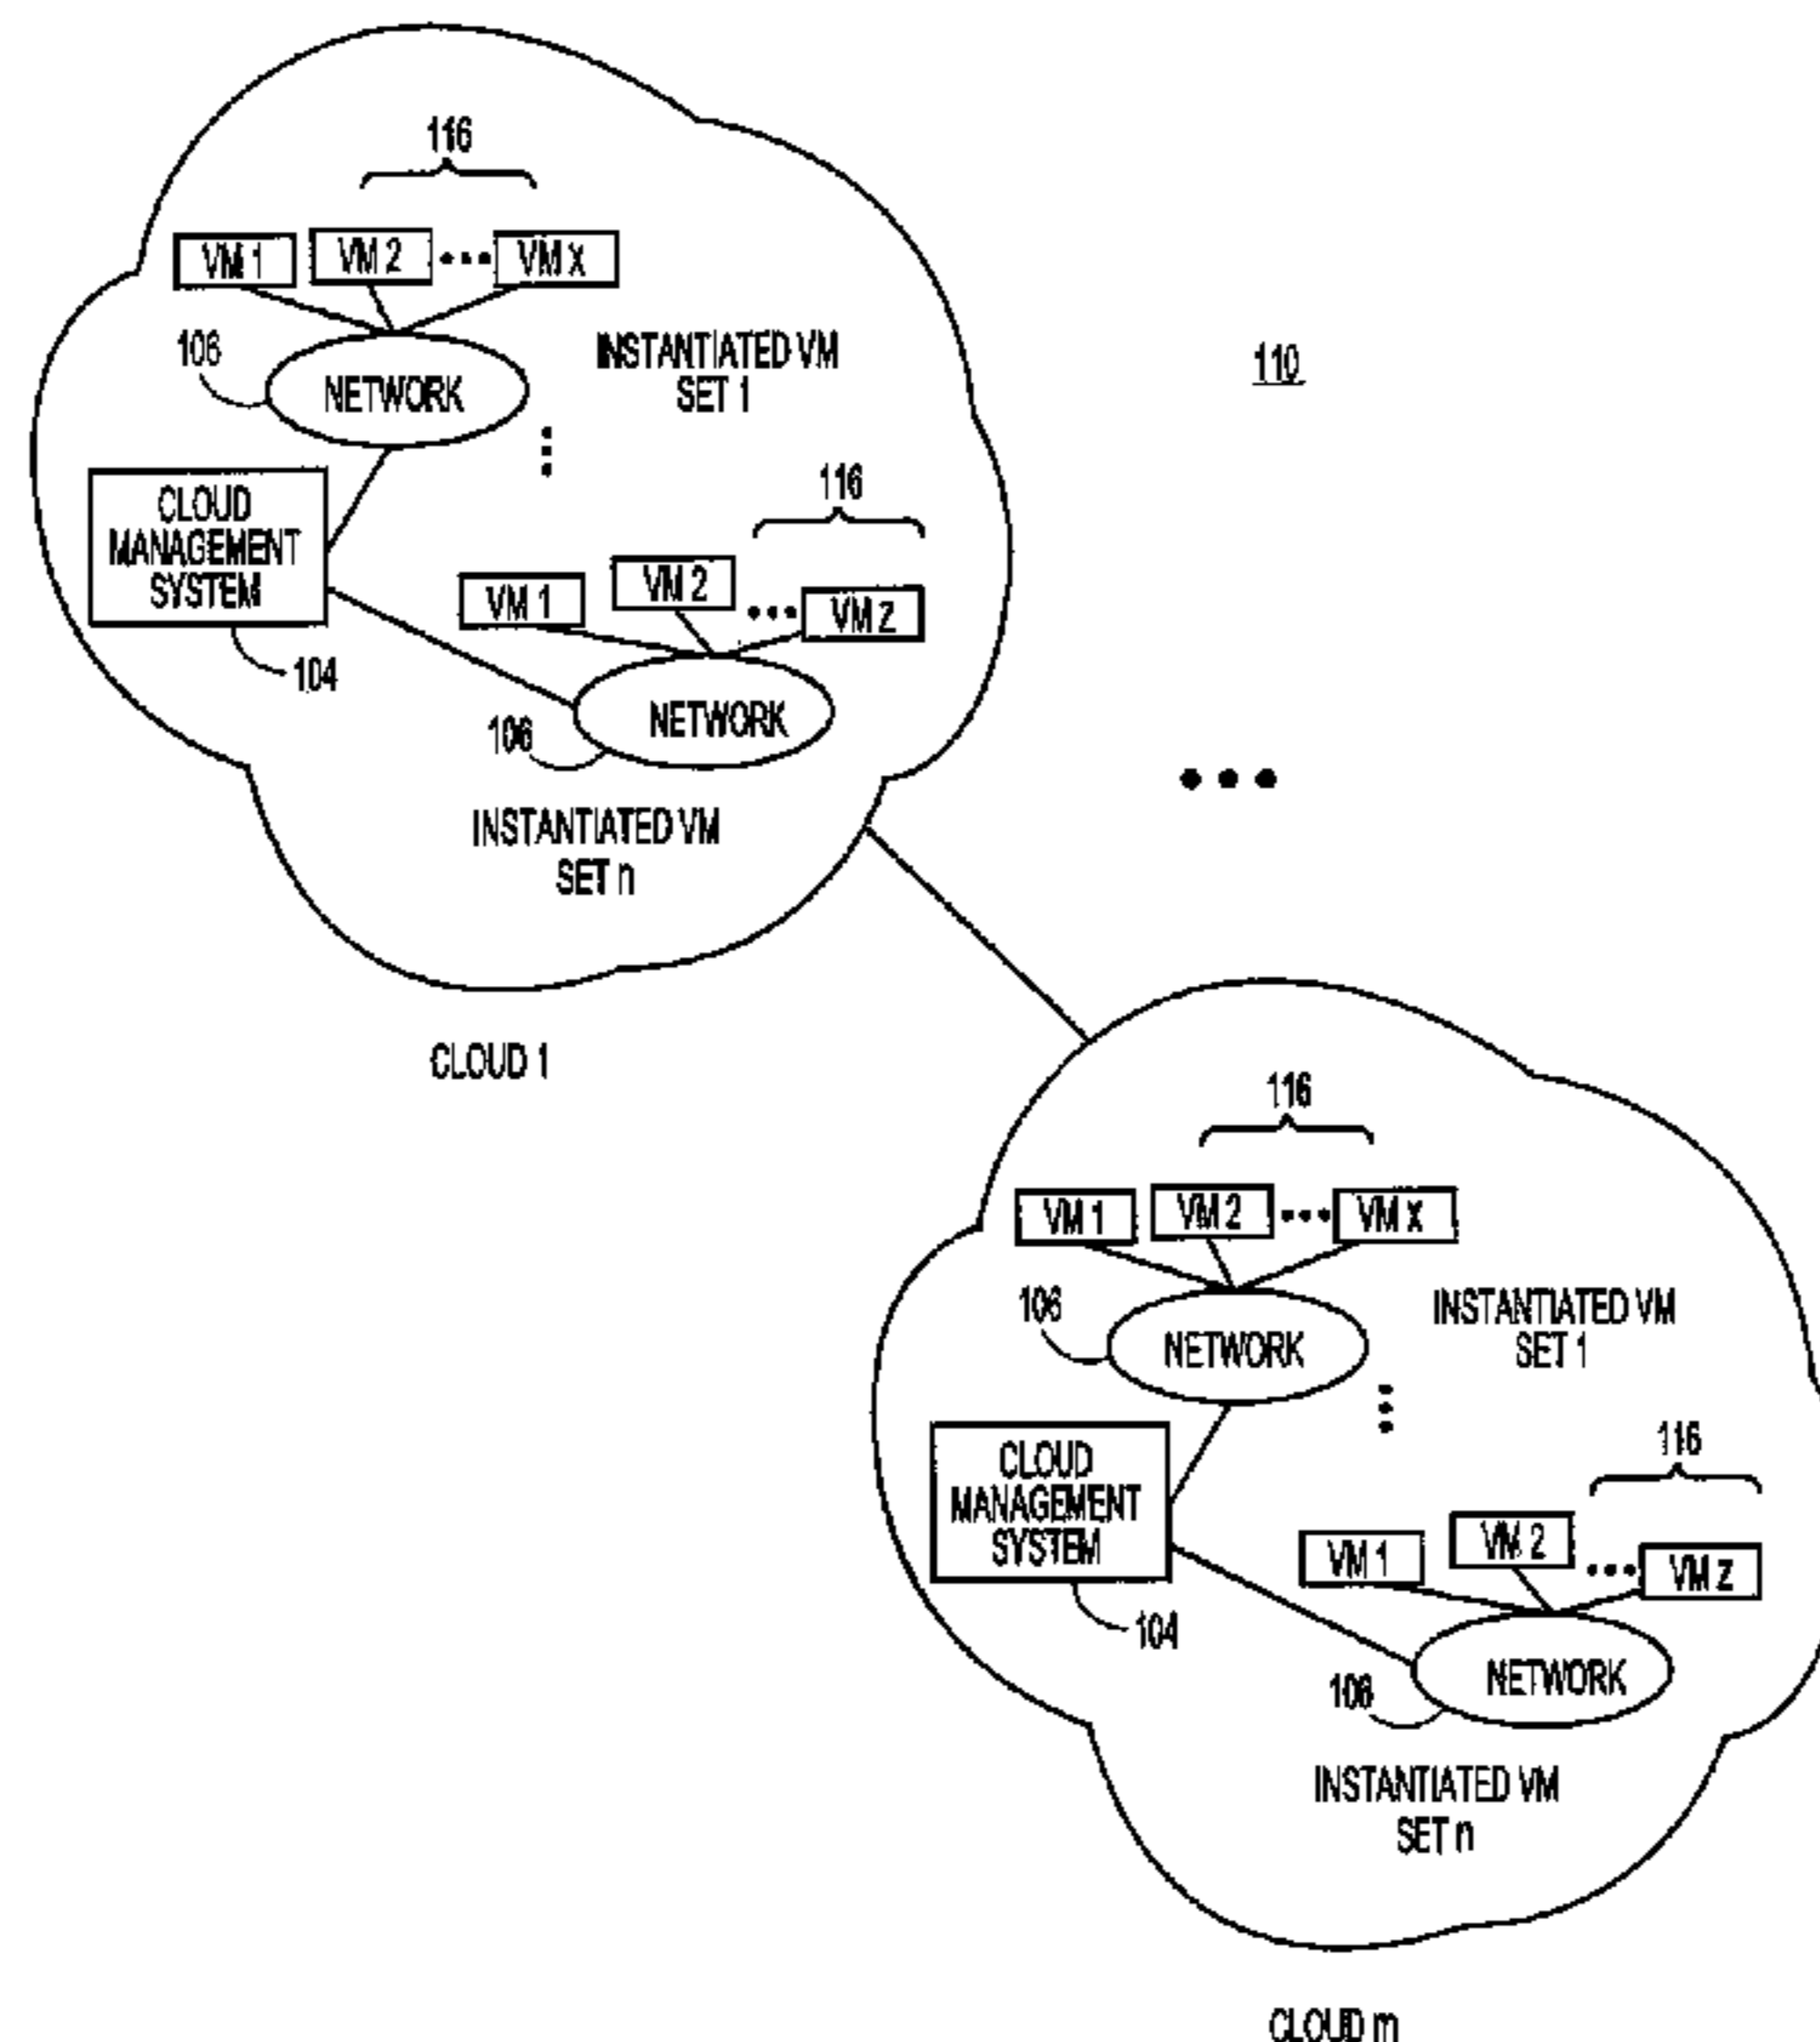 116
VM 1
VM 2
VM X
106
NETWORK
INSTANTIATED VM
SET 1
110
CLOUD
MANAGEMENT
SYSTEM
104
116
VM 1
VM 2
VM Z
106
NETWORK
INSTANTIATED VM
SET n
CLOUD 1
116
VM 1
VM 2
VM X
106
NETWORK
INSTANTIATED VM
SET 1
CLOUD
MANAGEMENT
SYSTEM
104
116
VM 1
VM 2
VM Z
106
NETWORK
INSTANTIATED VM
SET n
CLOUD m